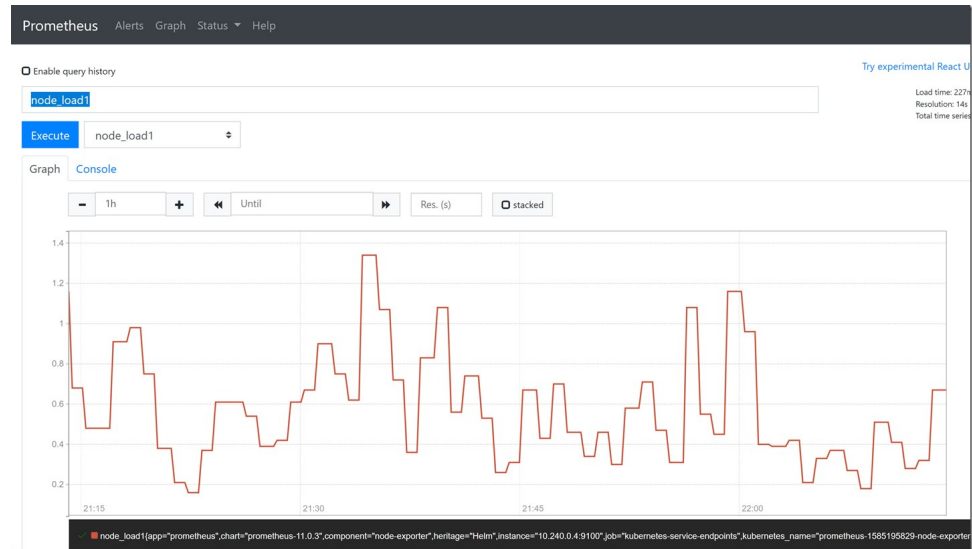 Prometheus Alerts Graph Status Help
Enable query history
Try experimental React U
node_load1
Load time: 227m
Resolution: 14s
Total time series
Execute node_load1
Graph Console
- 1h + Until Res. (s) stacked
1.4
1.2
1
0.8
0.6
0.4
0.2
21:15 21:30 21:45 22:00
node_load1{app="prometheus",chart="prometheus-11.0.3",component="node-exporter",heritage="Helm",instance="10.240.0.4:9100",job="kubernetes-service-endpoints",kubernetes_name="prometheus-1585195829-node-exporter